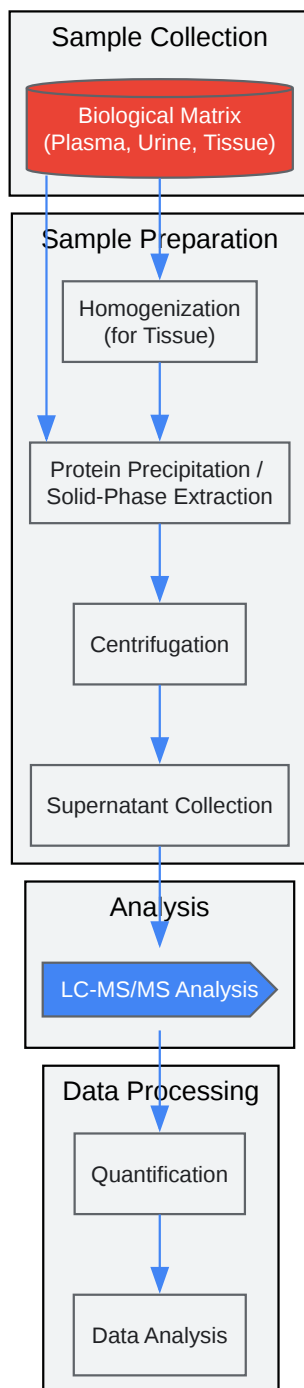 Sample Collection
Biological Matrix
(Plasma, Urine, Tissue)
Sample Preparation
Homogenization
(for Tissue)
Protein Precipitation /
Solid-Phase Extraction
Centrifugation
Supernatant Collection
Analysis
LC-MS/MS Analysis
Data Processing
Quantification
Data Analysis